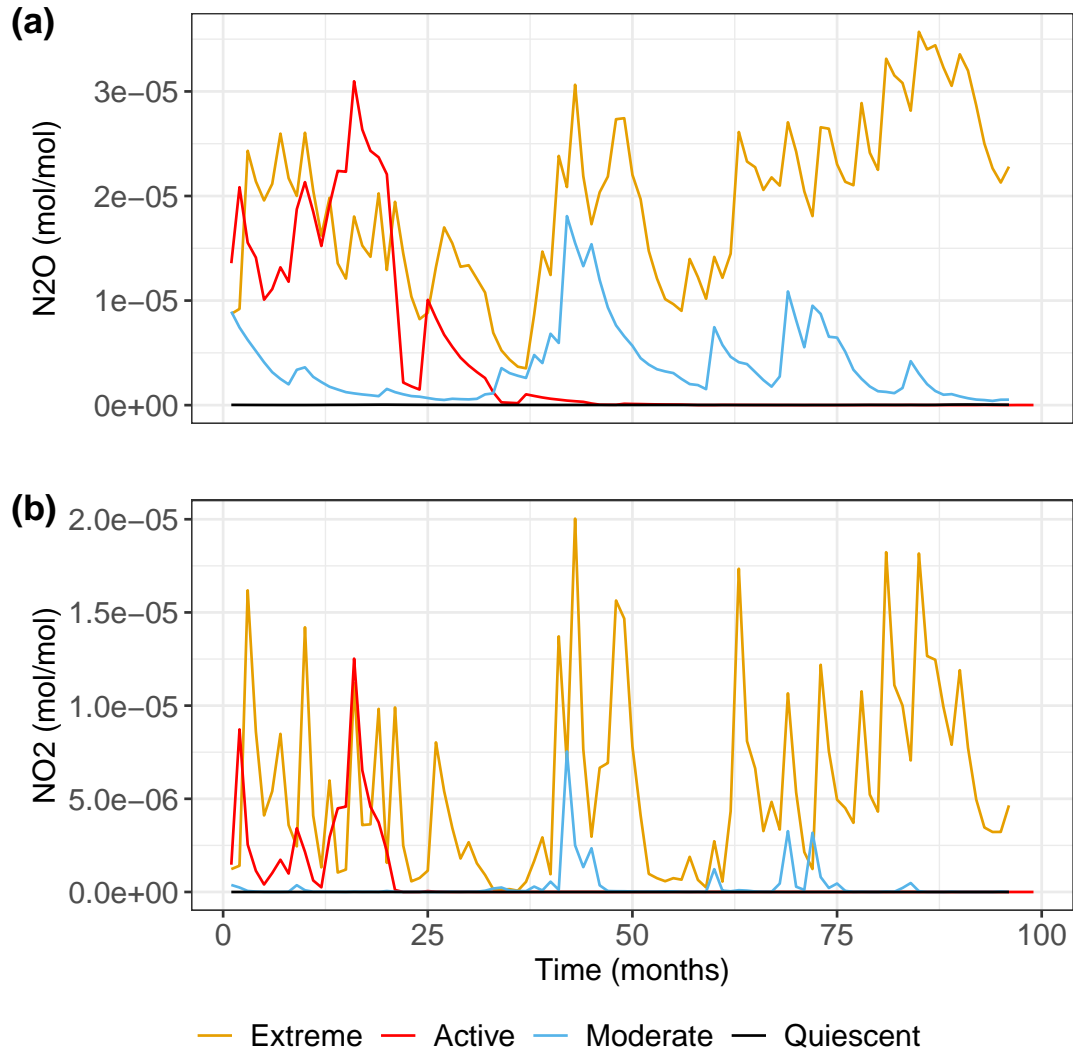 (a)
N2O (mol/mol)
3e−05
2e−05
1e−05
0e+00
(b)
NO2 (mol/mol)
2.0e−05
1.5e−05
1.0e−05
5.0e−06
0.0e+00
0 25 50 75 100
Time (months)
Extreme Active Moderate Quiescent